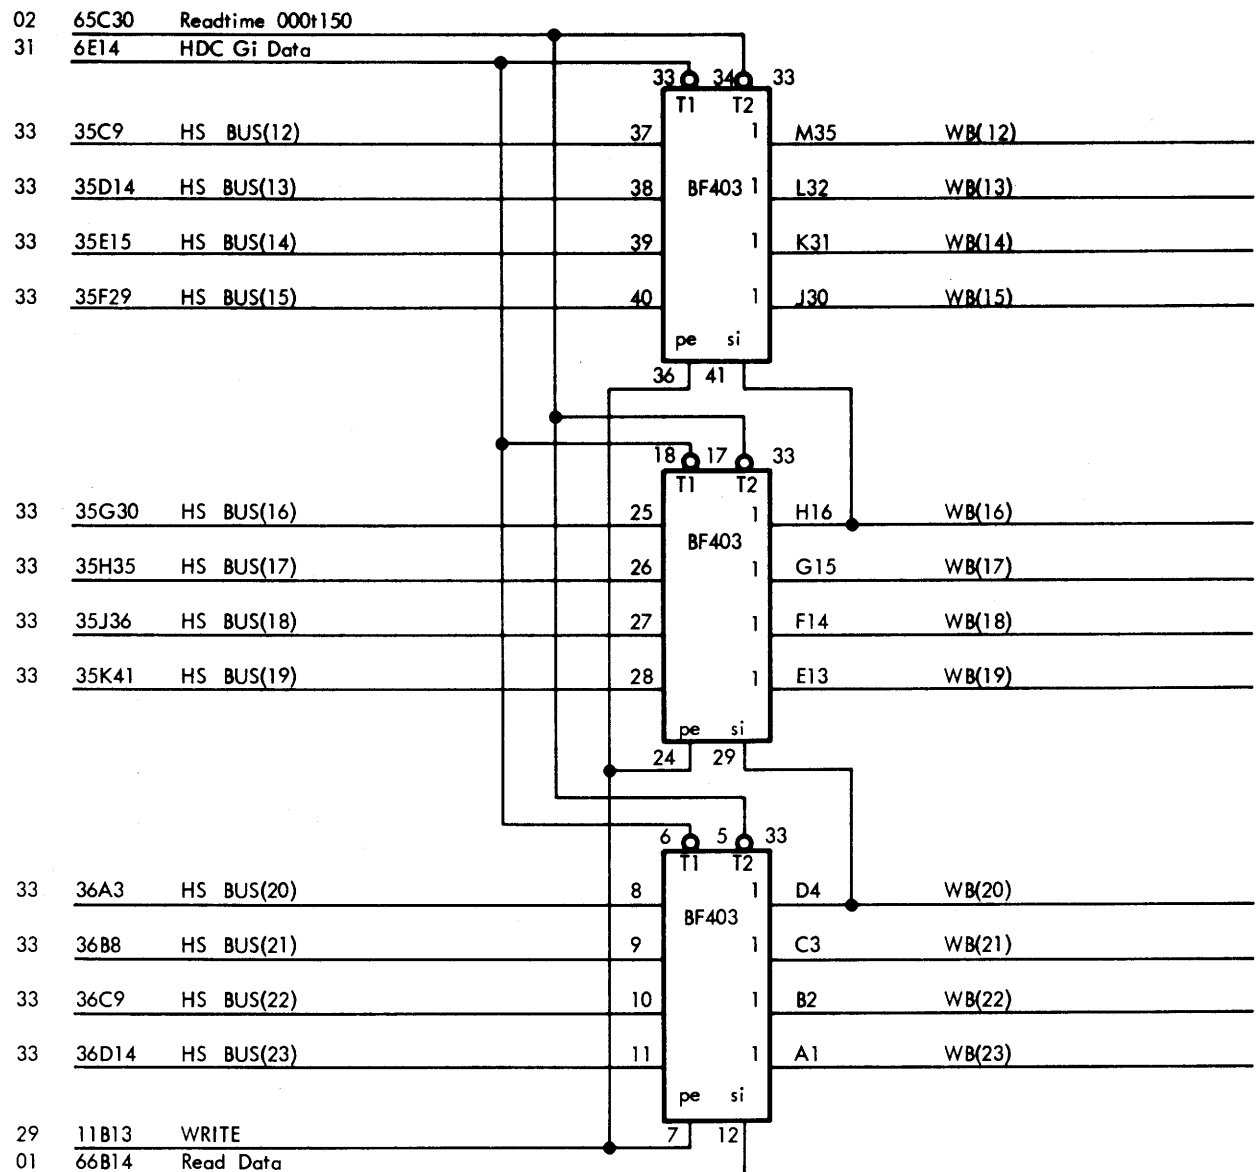 02 65C30 Readtime 000t150
31 6E14 HDC Gi Data
33 34 33
T1 T2
33 35C9 HS BUS(12) 37 1 M35 WB(12)
33 35D14 HS BUS(13) 38 BF403 1 L32 WB(13)
33 35E15 HS BUS(14) 39 1 K31 WB(14)
33 35F29 HS BUS(15) 40 1 J30 WB(15)
pe si
36 41
18 17 33
T1 T2
33 35G30 HS BUS(16) 25 1 H16 WB(16)
BF403
33 35H35 HS BUS(17) 26 1 G15 WB(17)
33 35J36 HS BUS(18) 27 1 F14 WB(18)
33 35K41 HS BUS(19) 28 1 E13 WB(19)
pe si
24 29
6 5 33
T1 T2
33 36A3 HS BUS(20) 8 1 D4 WB(20)
BF403
33 36B8 HS BUS(21) 9 1 C3 WB(21)
33 36C9 HS BUS(22) 10 1 B2 WB(22)
33 36D14 HS BUS(23) 11 1 A1 WB(23)
pe si
29 11B13 WRITE 7 12
01 66B14 Read Data